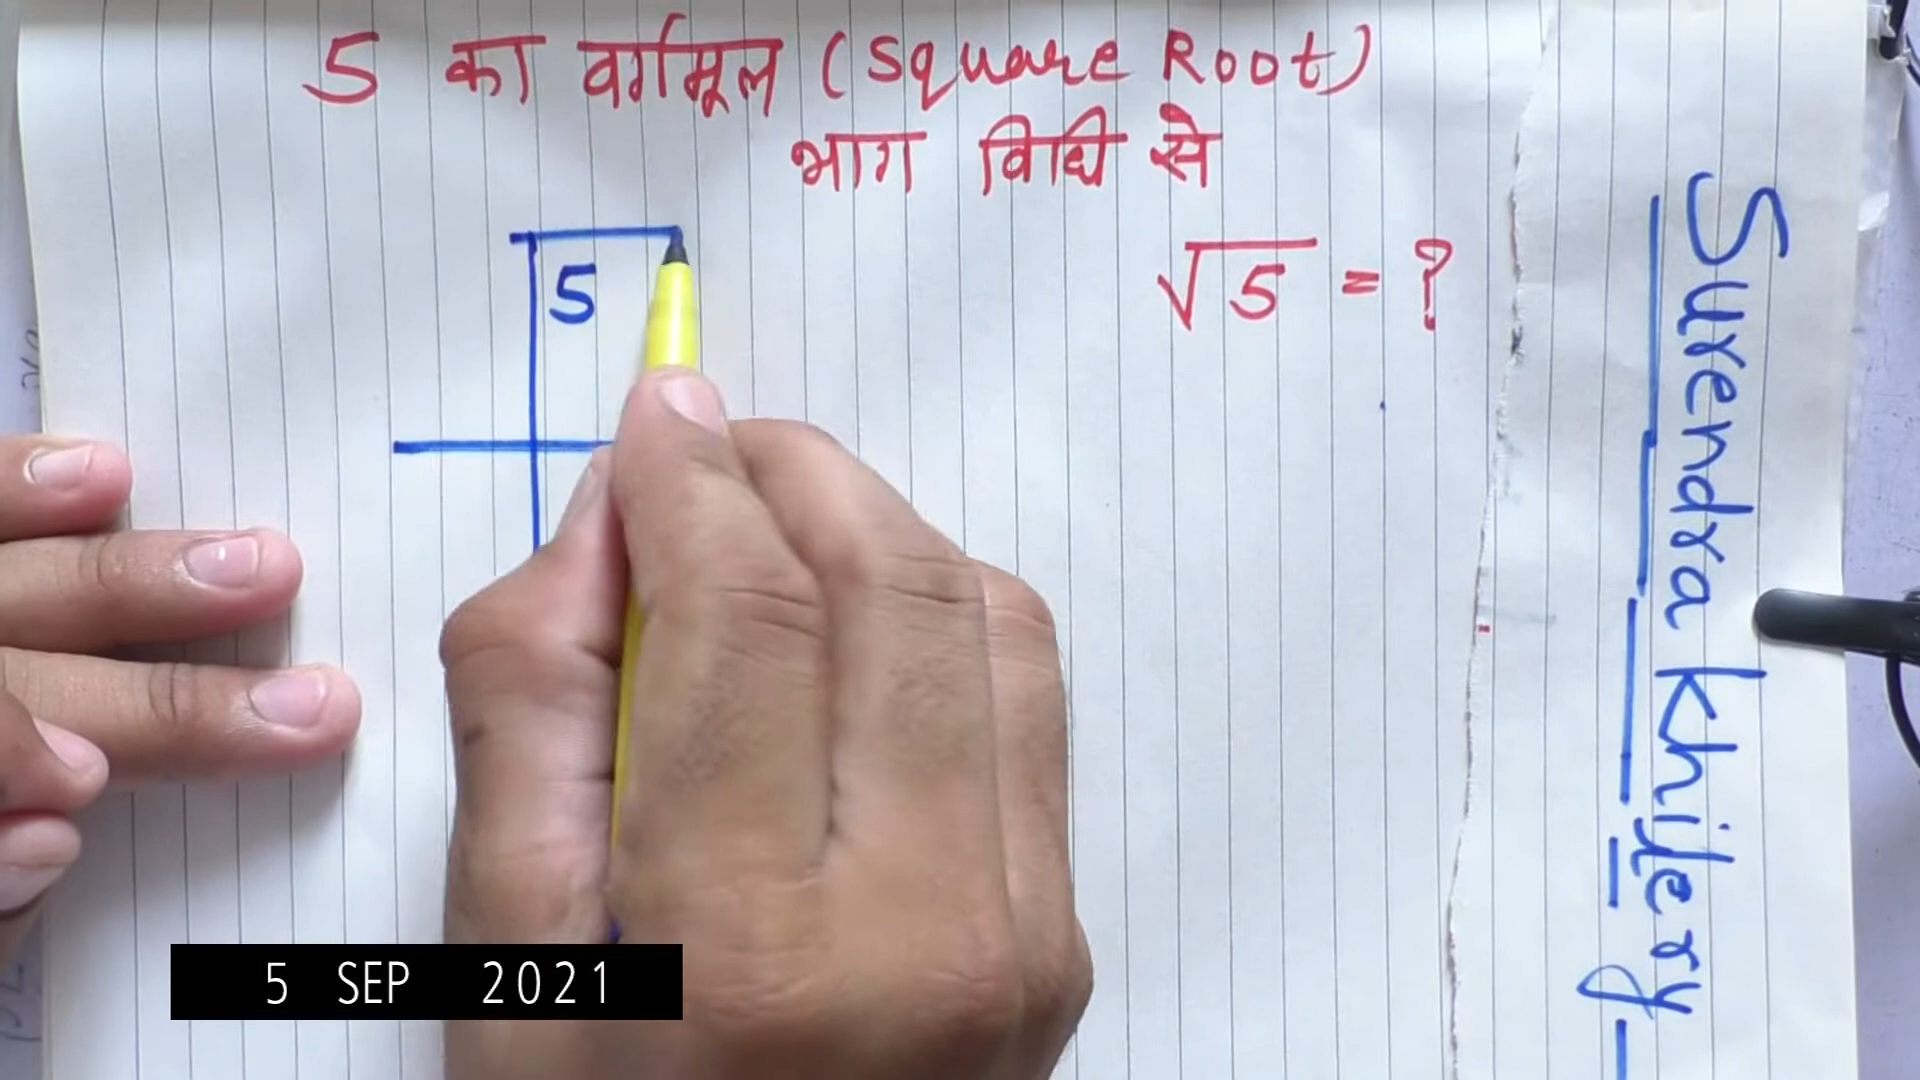 5 का वर्गमूल (Square Root)
भाग विधि से
5
√5 = ?
Surendra Khilery
5 SEP 2021